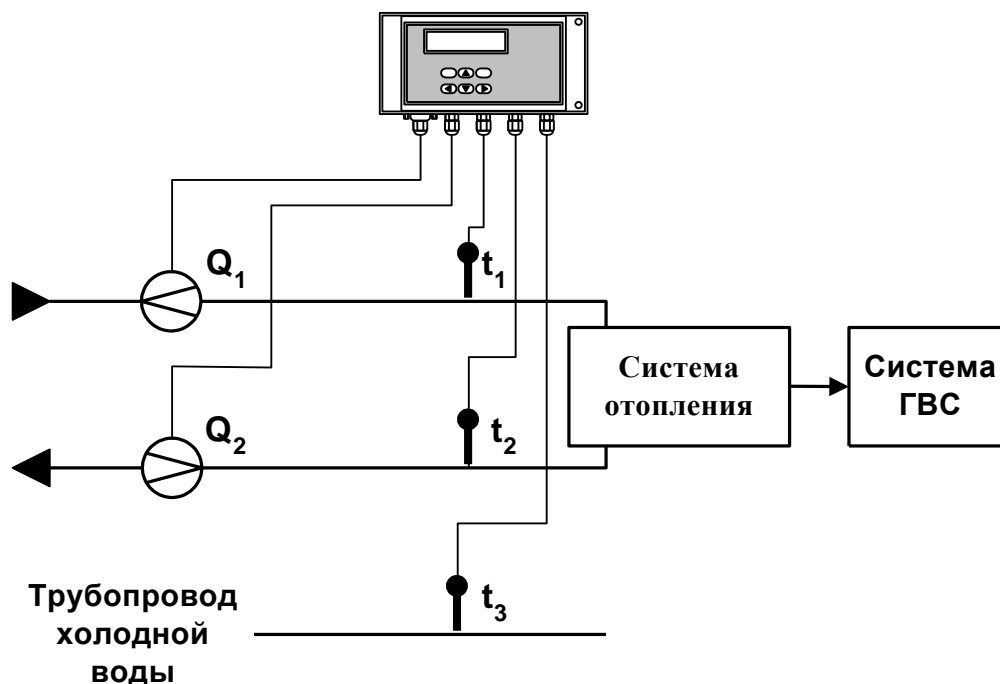 Q1
t1
Система
отопления
Система
ГВС
Q2
t2
t3
Трубопровод
холодной
воды